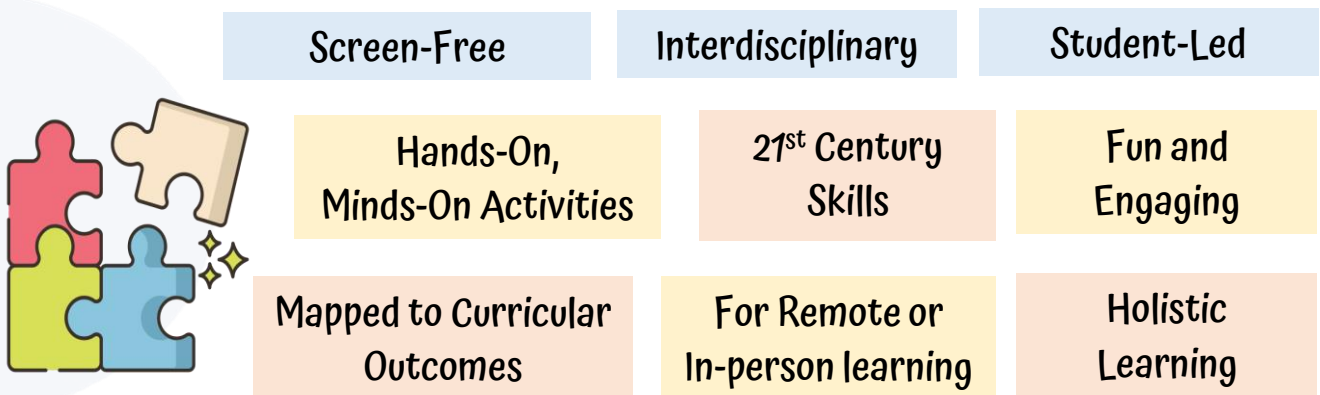 Screen-Free
Interdisciplinary
Student-Led
Hands-On,
Minds-On Activities
21st Century
Skills
Fun and
Engaging
Mapped to Curricular
Outcomes
For Remote or
In-person learning
Holistic
Learning